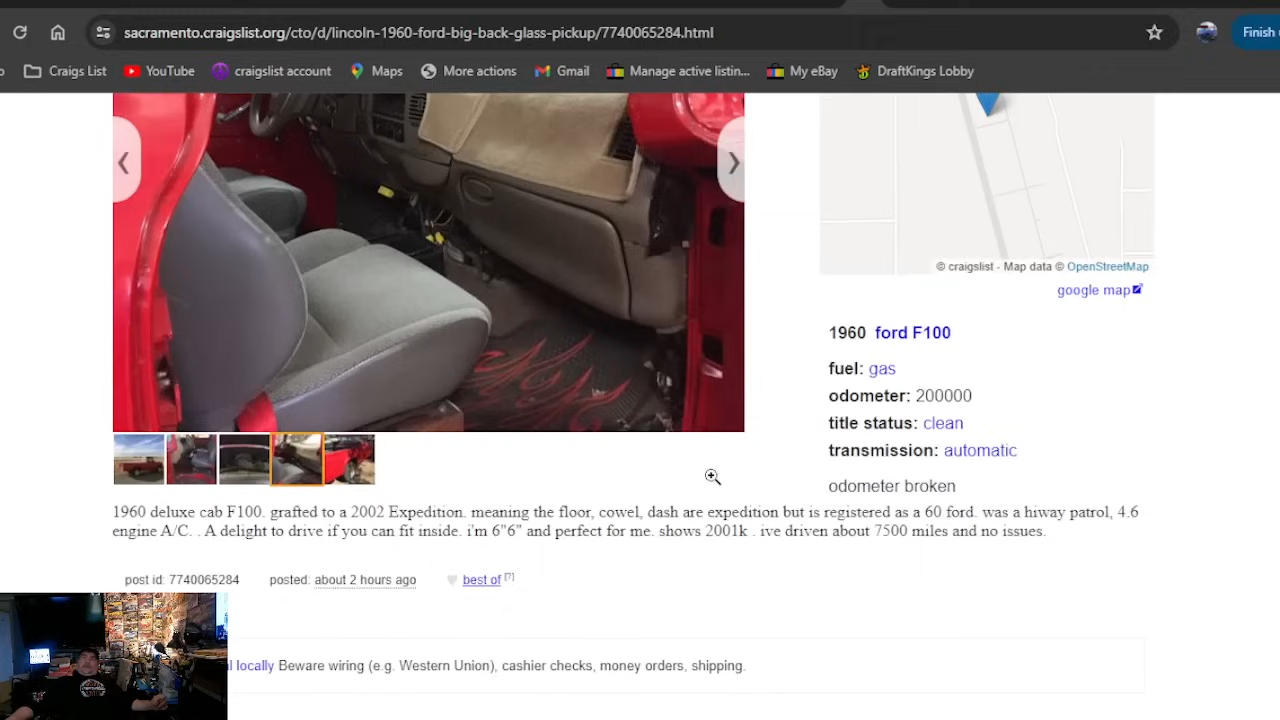 sacramento.craigslist.org/cto/d/lincoln-1960-ford-big-back-glass-pickup/7740065284.html
Finish
Craigs List YouTube craigslist account Maps More actions Gmail Manage active listin... My eBay DraftKings Lobby
© craigslist - Map data © OpenStreetMap
google map
1960 ford F100
fuel: gas
odometer: 200000
title status: clean
transmission: automatic
odometer broken
1960 deluxe cab F100. grafted to a 2002 Expedition. meaning the floor, cowel, dash are expedition but is registered as a 60 ford. was a hiway patrol, 4.6
engine A/C. . A delight to drive if you can fit inside. i'm 6"6" and perfect for me. shows 2001k . ive driven about 7500 miles and no issues.
post id: 7740065284 posted: about 2 hours ago best of [?]
locally Beware wiring (e.g. Western Union), cashier checks, money orders, shipping.